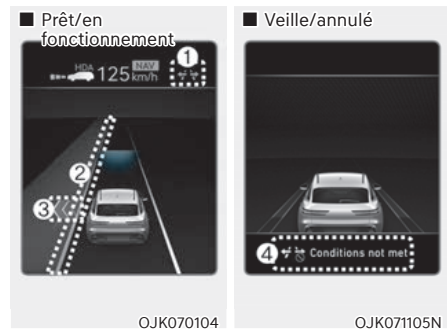 ■ Prêt/en
fonctionnement
HDA 125 km/h NAV
1
2
3
OJK070104
■ Veille/annulé
4 Conditions not met
OJK071105N